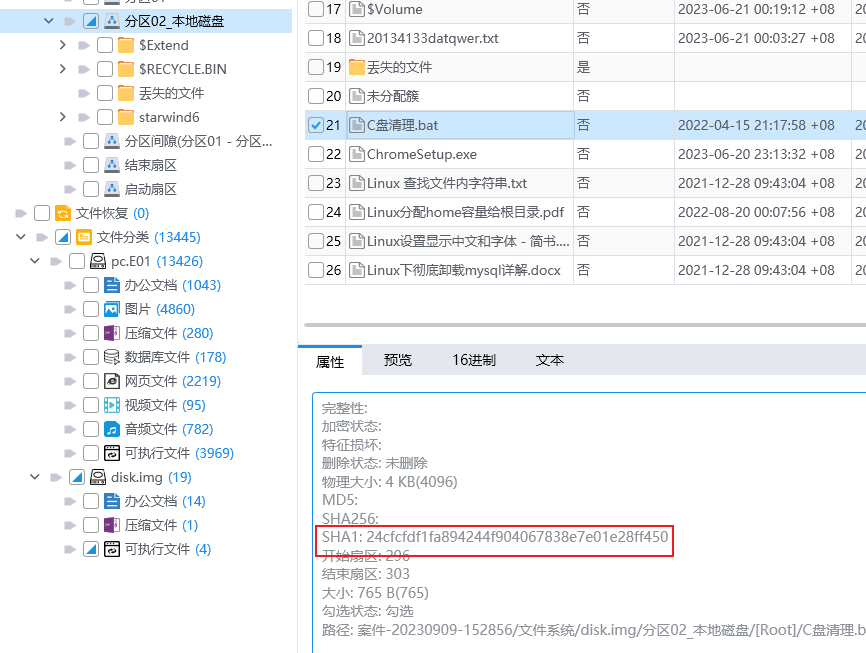 分区02_本地磁盘
$Extend
$RECYCLE.BIN
丢失的文件
starwind6
分区间隙(分区01 - 分区...
结束扇区
启动扇区
文件恢复 (0)
文件分类 (13445)
pc.E01 (13426)
办公文档 (1043)
图片 (4860)
压缩文件 (280)
数据库文件 (178)
网页文件 (2219)
视频文件 (95)
音频文件 (782)
可执行文件 (3969)
disk.img (19)
办公文档 (14)
压缩文件 (1)
可执行文件 (4)
17 $Volume 否 2023-06-21 00:19:12 +08 20
18 20134133datqwer.txt 否 2023-06-21 00:03:27 +08 20
19 丢失的文件 是
20 未分配簇 否
21 C盘清理.bat 否 2022-04-15 21:17:58 +08 20
22 ChromeSetup.exe 否 2023-06-20 23:13:32 +08 20
23 Linux 查找文件内字符串.txt 否 2021-12-28 09:43:04 +08 20
24 Linux分配home容量给根目录.pdf 否 2022-08-20 00:07:56 +08 20
25 Linux设置显示中文和字体 - 简书.... 否 2021-12-28 09:43:04 +08 20
26 Linux下彻底卸载mysql详解.docx 否 2021-12-28 09:43:04 +08 20
属性 预览 16进制 文本
完整性:
加密状态:
特征损坏:
删除状态: 未删除
物理大小: 4 KB(4096)
MD5:
SHA256:
SHA1: 24cfcfdf1fa894244f904067838e7e01e28ff450
开始扇区: 296
结束扇区: 303
大小: 765 B(765)
勾选状态: 勾选
路径: 案件-20230909-152856/文件系统/disk.img/分区02_本地磁盘/[Root]/C盘清理.b